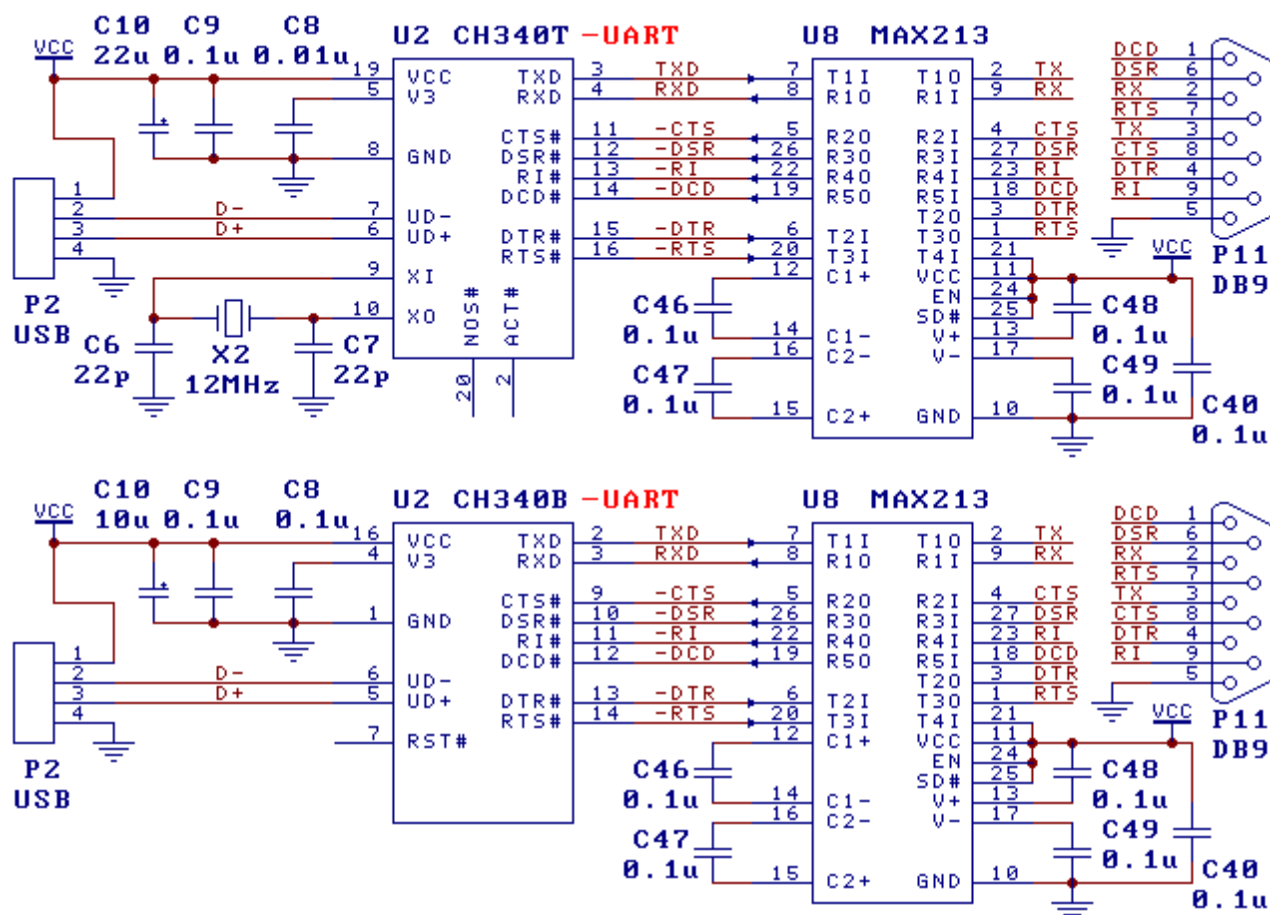 C10 C9 C8 U2 CH340T -UART U8 MAX213
VCC 22u 0.1u 0.01u
DCD 1
19 VCC TXD 3 TXD 7 T1I T1O 2 TX DSR 6
5 V3 RXD 4 RXD 8 R1O R1I 9 RX RX 2
RTS 7
CTS# 11 -CTS 5 R2O R2I 4 CTS TX 3
8 GND DSR# 12 -DSR 26 R3O R3I 27 DSR CTS 8
RI# 13 -RI 22 R4O R4I 23 RI DTR 4
1 DCD# 14 -DCD 19 R5O R5I 18 DCD RI 9
2 D- 7 UD- T2O 3 DTR 5
3 D+ 6 UD+ DTR# 15 -DTR 6 T2I T3O 1 RTS
4 RTS# 16 -RTS 20 T3I T4I 21 VCC P11
9 XI 12 C1+ VCC 11 DB9
P2 EN 24
USB 10 XO NOS# ACT# C46 0.1u SD# 25 C48 0.1u
C6 22p X2 12MHz C7 22p 14 C1- V+ 13
16 C2- V- 17
20 2 C47 0.1u C49 0.1u
15 C2+ GND 10 C40
0.1u
C10 C9 C8 U2 CH340B -UART U8 MAX213
VCC 10u 0.1u 0.1u
DCD 1
16 VCC TXD 2 TXD 7 T1I T1O 2 TX DSR 6
4 V3 RXD 3 RXD 8 R1O R1I 9 RX RX 2
RTS 7
CTS# 9 -CTS 5 R2O R2I 4 CTS TX 3
1 GND DSR# 10 -DSR 26 R3O R3I 27 DSR CTS 8
RI# 11 -RI 22 R4O R4I 23 RI DTR 4
1 DCD# 12 -DCD 19 R5O R5I 18 DCD RI 9
2 D- 6 UD- T2O 3 DTR 5
3 D+ 5 UD+ DTR# 13 -DTR 6 T2I T3O 1 RTS
4 RTS# 14 -RTS 20 T3I T4I 21 VCC P11
7 RST# 12 C1+ VCC 11 DB9
P2 EN 24
USB C46 0.1u SD# 25 C48 0.1u
14 C1- V+ 13
16 C2- V- 17
C47 0.1u C49 0.1u
15 C2+ GND 10 C40
0.1u